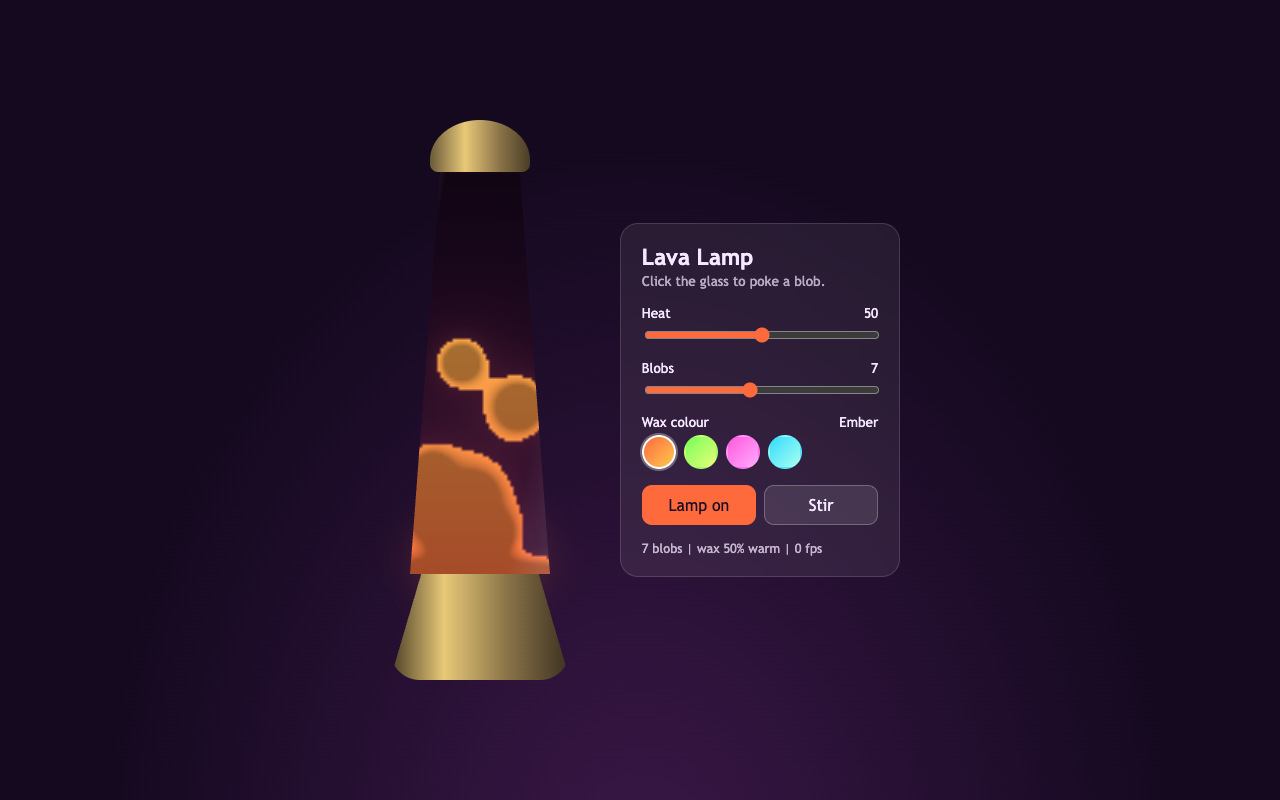 Lava Lamp
Click the glass to poke a blob.
Heat 50
Blobs 7
Wax colour Ember
Lamp on Stir
7 blobs | wax 50% warm | 0 fps